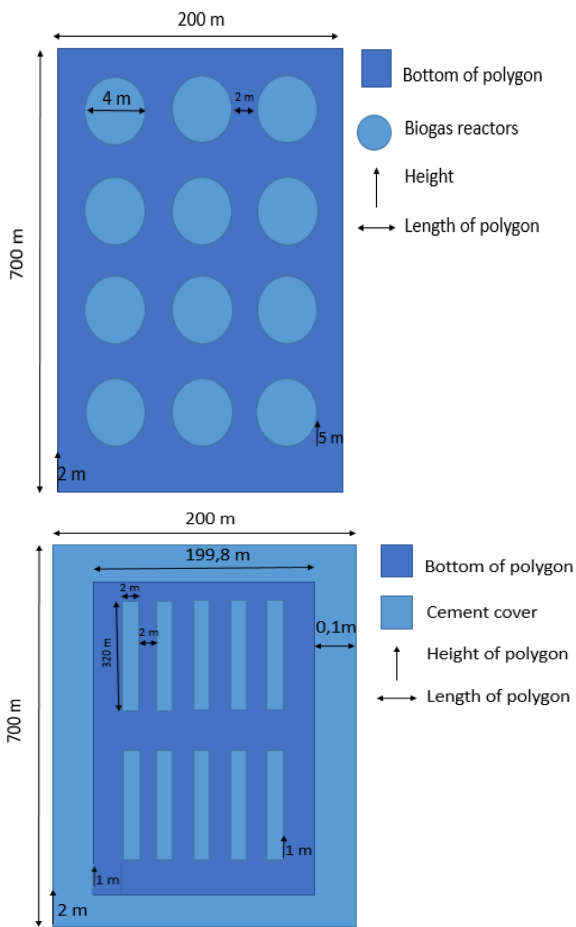 200 m
4 m
2 m
700 m
5 m
2 m
Bottom of polygon
Biogas reactors
Height
Length of polygon
200 m
199,8 m
2 m
2 m
320 m
0,1m
700 m
1 m
1 m
2 m
Bottom of polygon
Cement cover
Height of polygon
Length of polygon